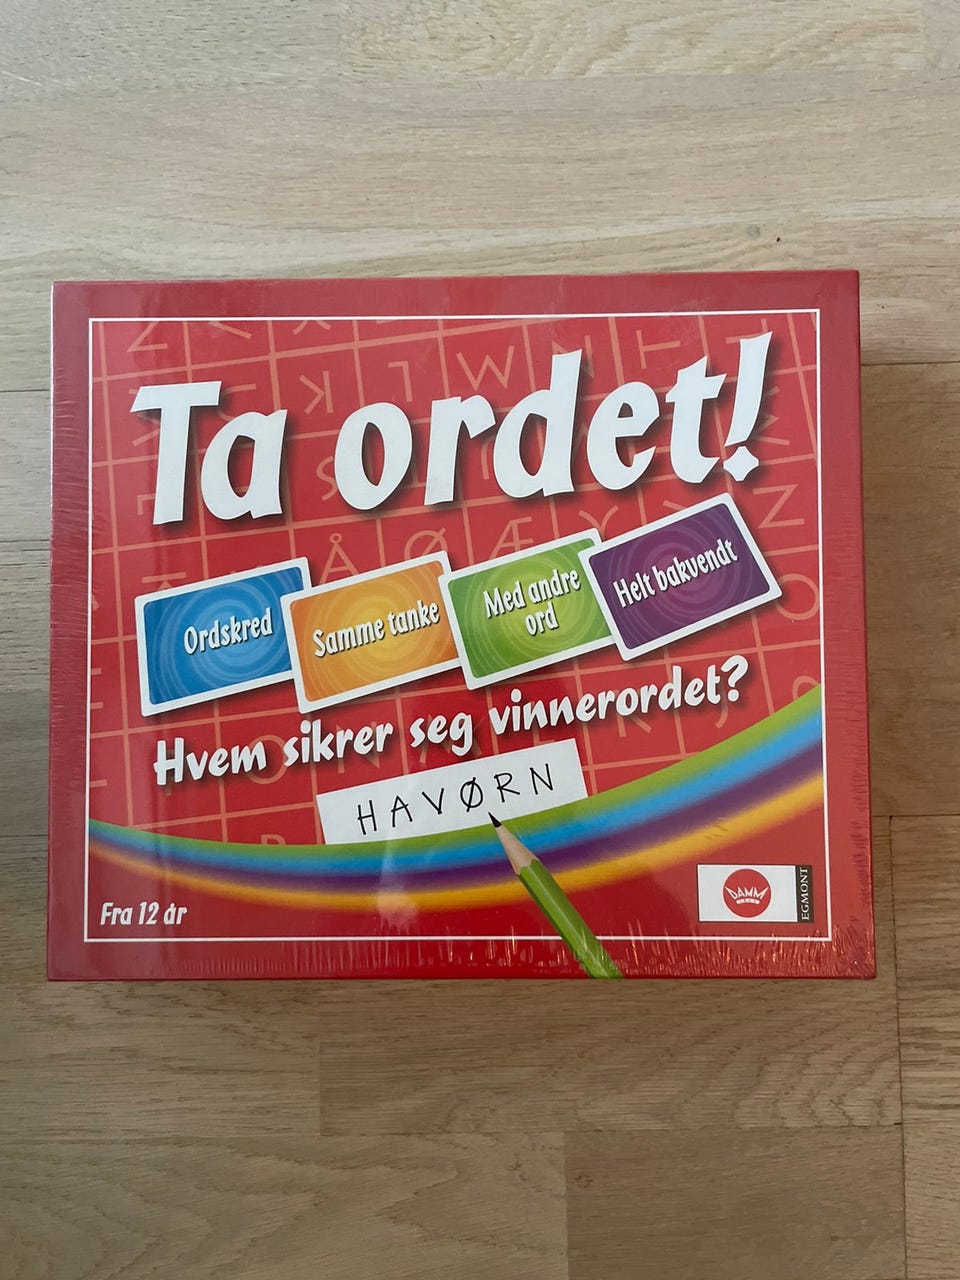 Ta ordet!
Ordskred
Samme tanke
Med andre
ord
Helt bakvendt
Hvem sikrer seg vinnerordet?
HAVØRN
Fra 12 år
DAMM
EGMONT